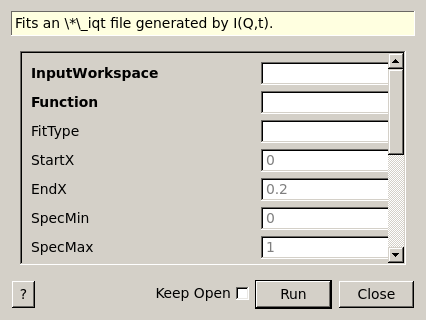 Fits an \*\_iqt file generated by I(Q,t).
InputWorkspace
Function
FitType
StartX 0
EndX 0.2
SpecMin 0
SpecMax 1
? Keep Open Run Close